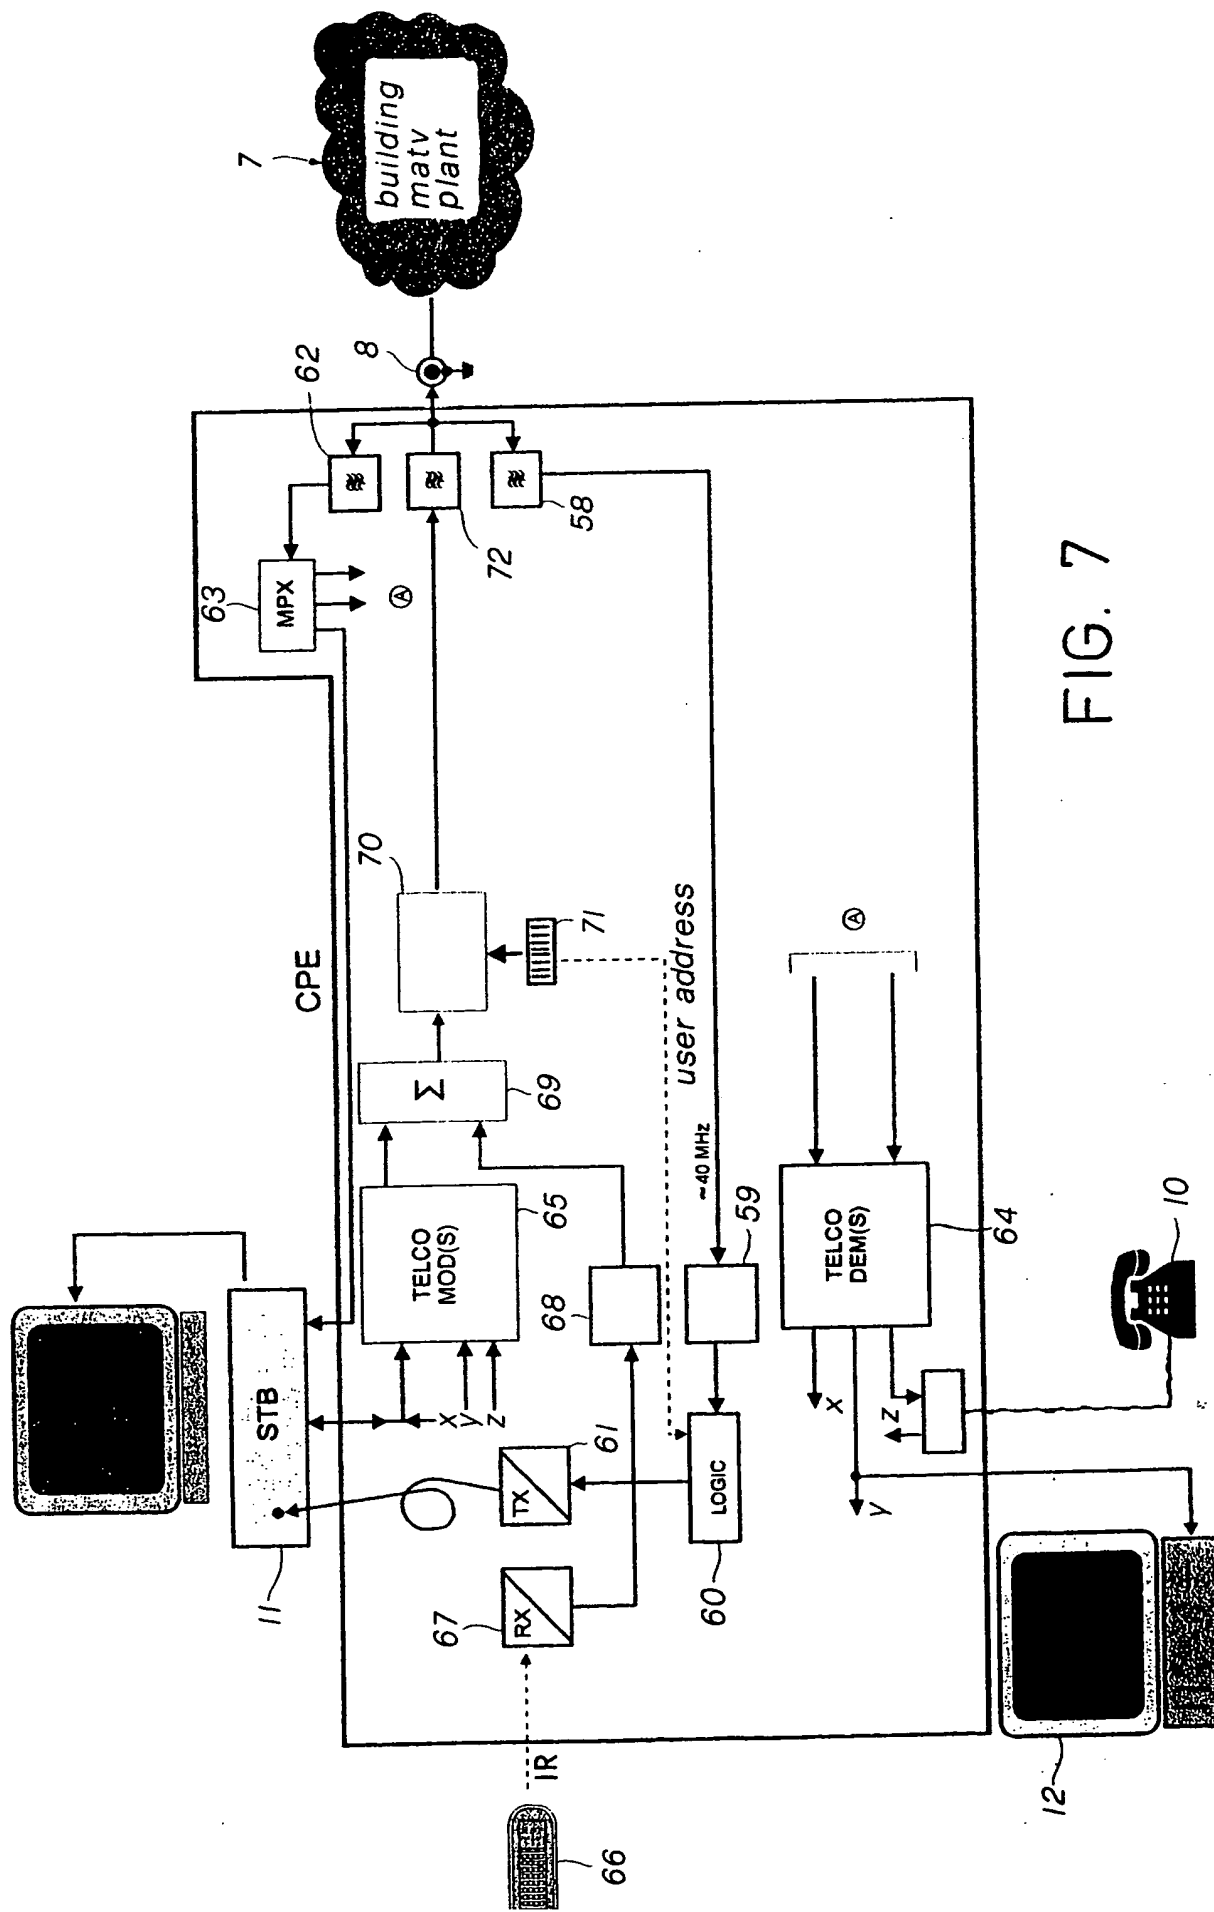 7
building
matv
plant
8
62
63
MPX
A
72
58
CPE
70
71
user address
Σ
69
~40 MHz
TELCO
MOD(S)
65
68
59
A
TELCO
DEM(S)
64
10
STB
11
x
y
z
TX
61
RX
67
LOGIC
60
x
y
z
12
IR
66
FIG. 7